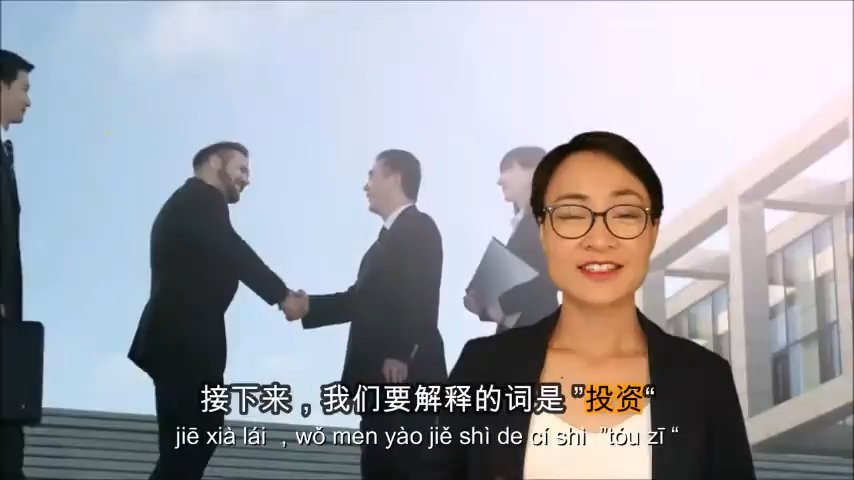 接下来，我们要解释的词是 ”投资“
jiē xià lái ，wǒ men yào jiě shì de cí shì ”tóu zī “